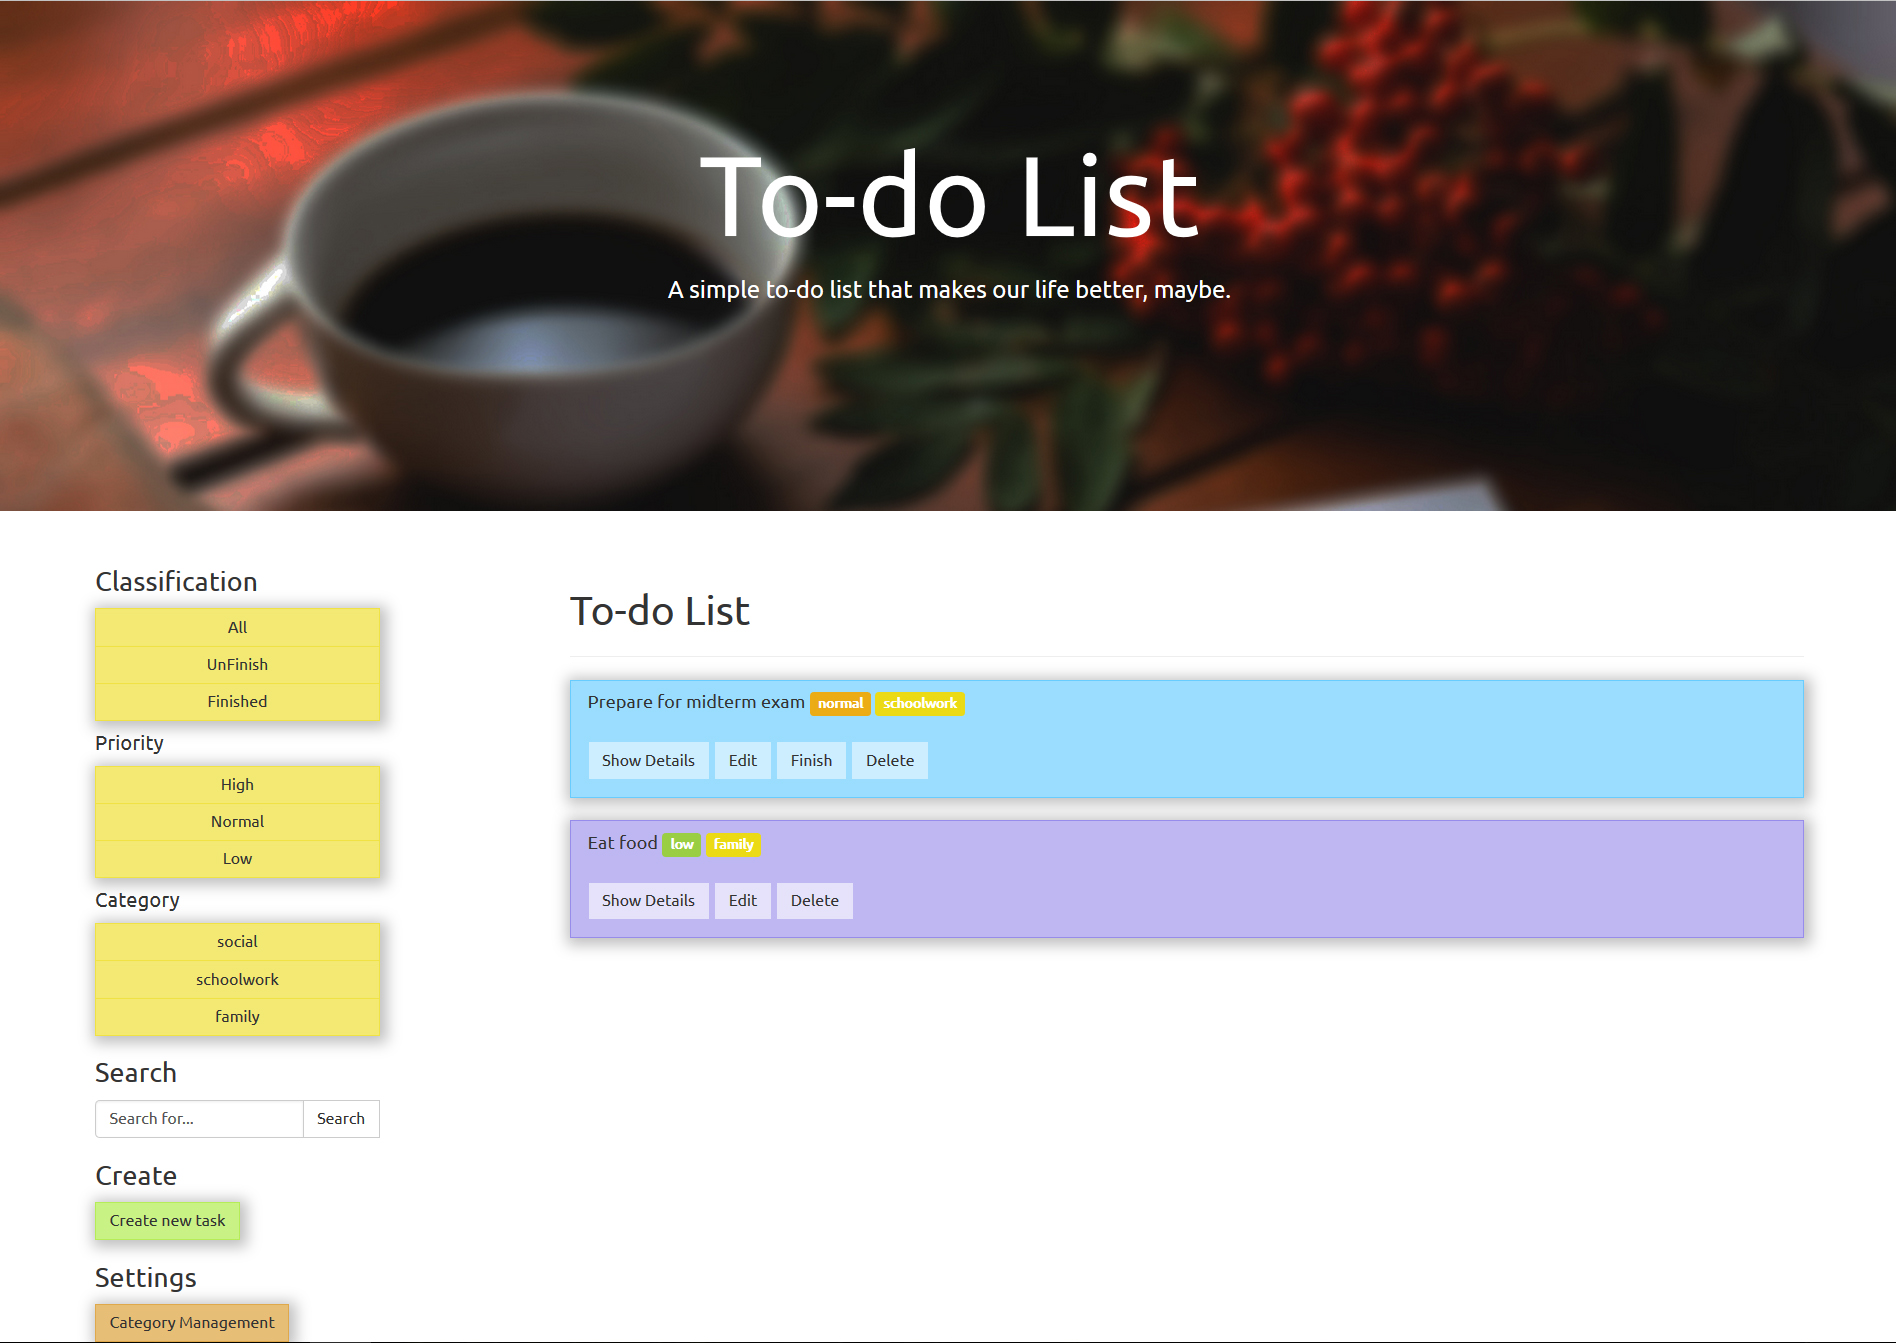 To-do List
A simple to-do list that makes our life better, maybe.
Classification
All
UnFinish
Finished
Priority
High
Normal
Low
Category
social
schoolwork
family
Search
Search for...
Search
Create
Create new task
Settings
Category Management
To-do List
Prepare for midterm exam normal schoolwork
Show Details Edit Finish Delete
Eat food low family
Show Details Edit Delete